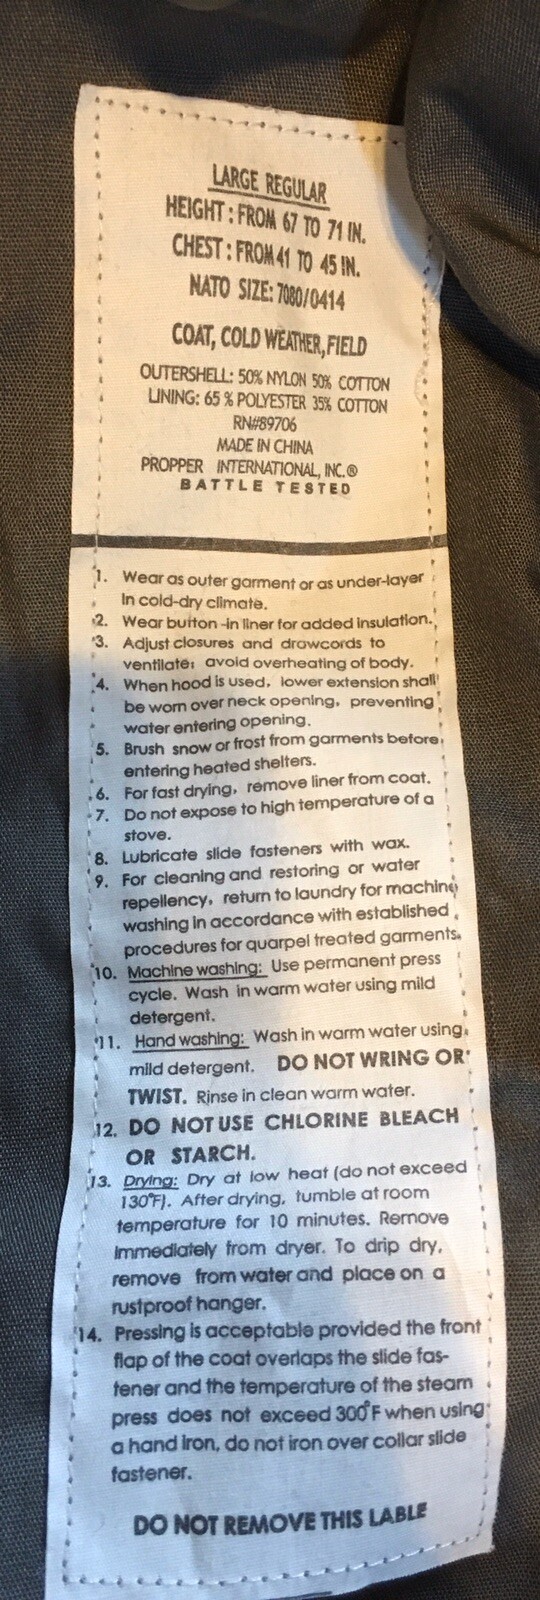 LARGE REGULAR
HEIGHT : FROM 67 TO 71 IN.
CHEST : FROM 41 TO 45 IN.
NATO SIZE: 7080/0414
COAT, COLD WEATHER, FIELD
OUTERSHELL: 50% NYLON 50% COTTON
LINING: 65 % POLYESTER 35% COTTON
RN#89706
MADE IN CHINA
PROPPER INTERNATIONAL, INC.®
BATTLE TESTED
1. Wear as outer garment or as under-layer
in cold-dry climate.
2. Wear button -in liner for added insulation.
3. Adjust closures and drawcords to
ventilate; avoid overheating of body.
4. When hood is used, lower extension shall
be worn over neck opening, preventing
water entering opening.
5. Brush snow or frost from garments before
entering heated shelters.
6. For fast drying, remove liner from coat.
7. Do not expose to high temperature of a
stove.
8. Lubricate slide fasteners with wax.
9. For cleaning and restoring or water
repellency, return to laundry for machine
washing in accordance with established
procedures for quarpel treated garments.
10. Machine washing: Use permanent press
cycle. Wash in warm water using mild
detergent.
11. Hand washing: Wash in warm water using
mild detergent. DO NOT WRING OR
TWIST. Rinse in clean warm water.
12. DO NOT USE CHLORINE BLEACH
OR STARCH.
13. Drying: Dry at low heat (do not exceed
130°F). After drying, tumble at room
temperature for 10 minutes. Remove
immediately from dryer. To drip dry,
remove from water and place on a
rustproof hanger.
14. Pressing is acceptable provided the front
flap of the coat overlaps the slide fas-
tener and the temperature of the steam
press does not exceed 300°F when using
a hand iron, do not iron over collar slide
fastener.
DO NOT REMOVE THIS LABLE